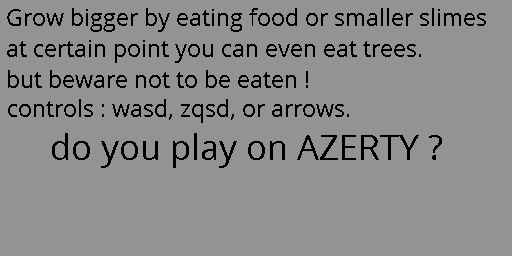 Grow bigger by eating food or smaller slimes
at certain point you can even eat trees.
but beware not to be eaten !
controls : wasd, zqsd, or arrows.
do you play on AZERTY ?